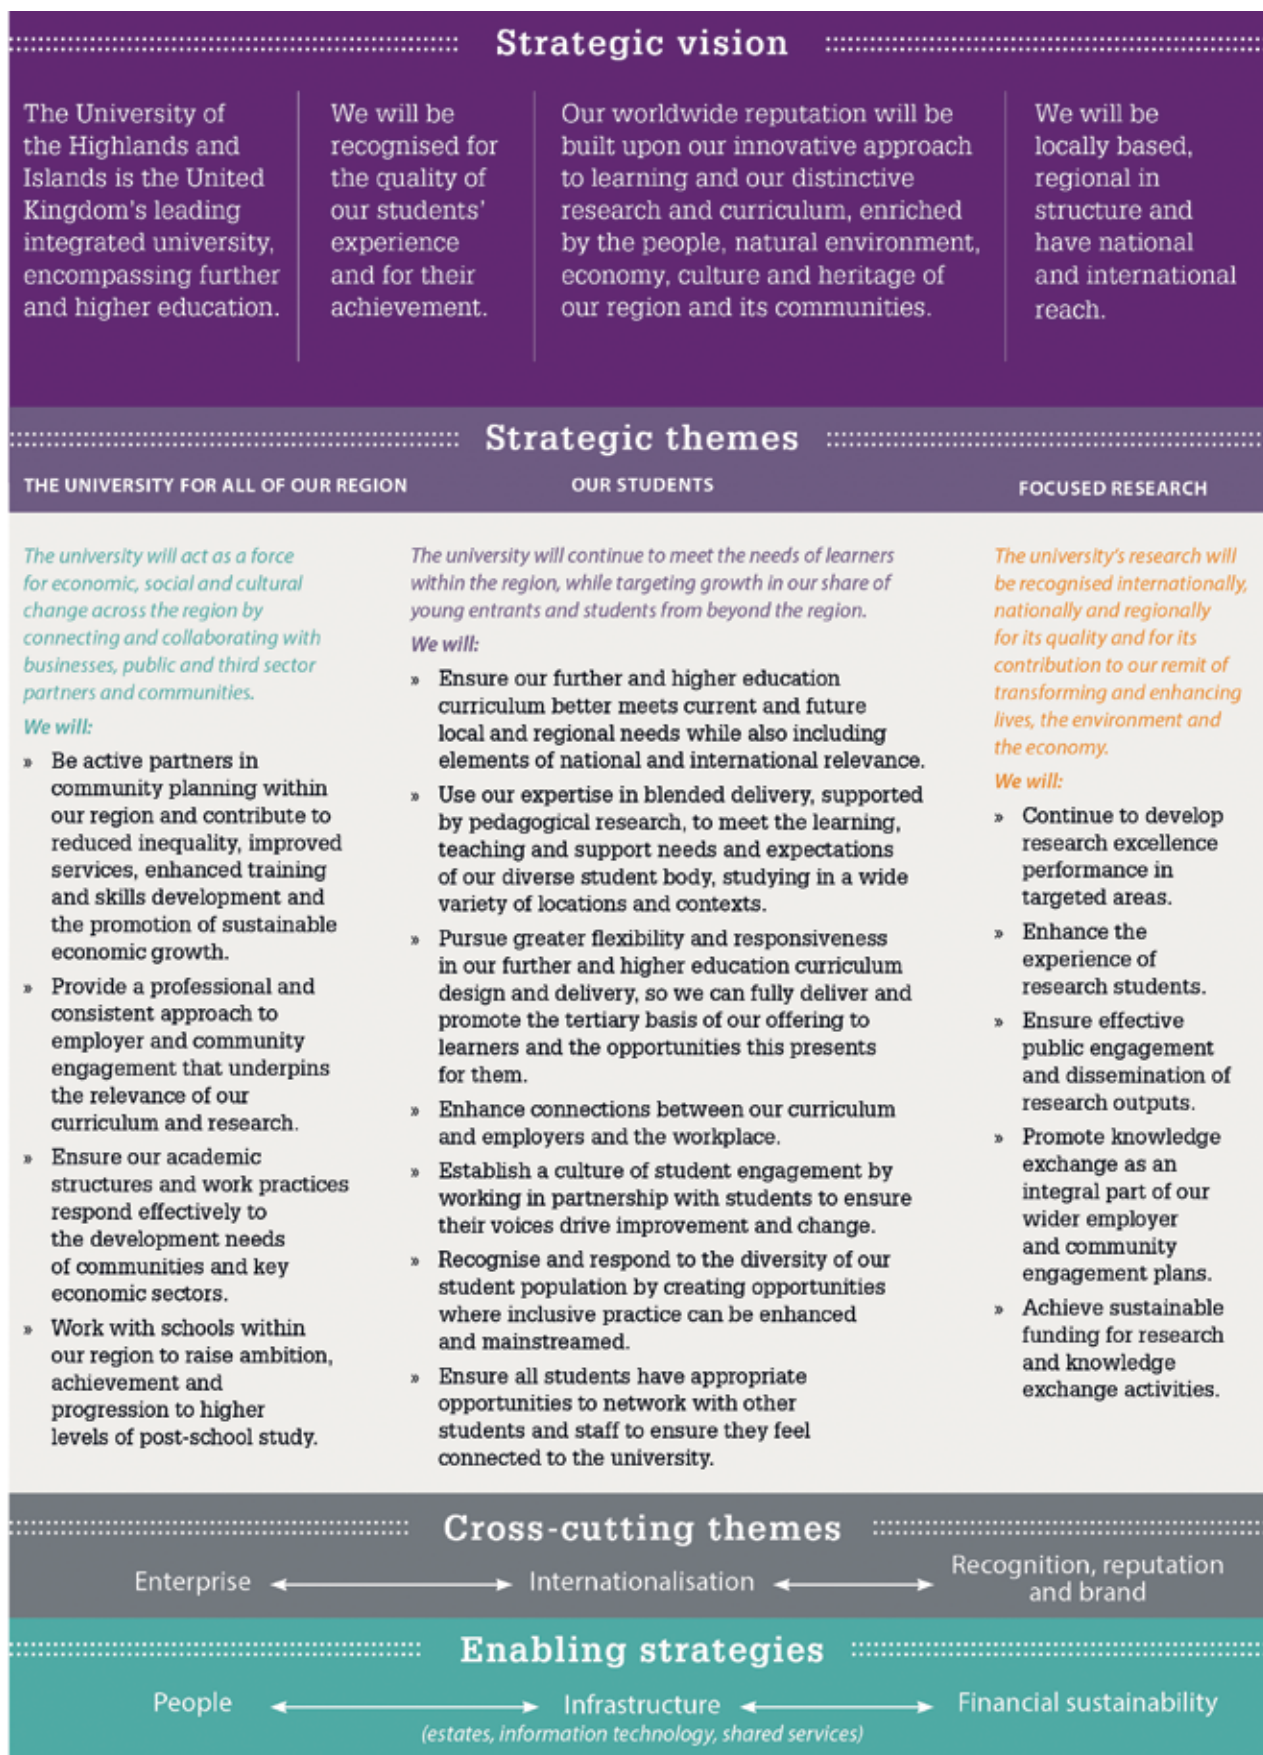 Strategic vision
The University of
the Highlands and
Islands is the United
Kingdom's leading
integrated university,
encompassing further
and higher education.
We will be
recognised for
the quality of
our students'
experience
and for their
achievement.
Our worldwide reputation will be
built upon our innovative approach
to learning and our distinctive
research and curriculum, enriched
by the people, natural environment,
economy, culture and heritage of
our region and its communities.
We will be
locally based,
regional in
structure and
have national
and international
reach.
Strategic themes
THE UNIVERSITY FOR ALL OF OUR REGION
The university will act as a force
for economic, social and cultural
change across the region by
connecting and collaborating with
businesses, public and third sector
partners and communities.
We will:
» Be active partners in
community planning within
our region and contribute to
reduced inequality, improved
services, enhanced training
and skills development and
the promotion of sustainable
economic growth.
» Provide a professional and
consistent approach to
employer and community
engagement that underpins
the relevance of our
curriculum and research.
» Ensure our academic
structures and work practices
respond effectively to
the development needs
of communities and key
economic sectors.
» Work with schools within
our region to raise ambition,
achievement and
progression to higher
levels of post-school study.
OUR STUDENTS
The university will continue to meet the needs of learners
within the region, while targeting growth in our share of
young entrants and students from beyond the region.
We will:
» Ensure our further and higher education
curriculum better meets current and future
local and regional needs while also including
elements of national and international relevance.
» Use our expertise in blended delivery, supported
by pedagogical research, to meet the learning,
teaching and support needs and expectations
of our diverse student body, studying in a wide
variety of locations and contexts.
» Pursue greater flexibility and responsiveness
in our further and higher education curriculum
design and delivery, so we can fully deliver and
promote the tertiary basis of our offering to
learners and the opportunities this presents
for them.
» Enhance connections between our curriculum
and employers and the workplace.
» Establish a culture of student engagement by
working in partnership with students to ensure
their voices drive improvement and change.
» Recognise and respond to the diversity of our
student population by creating opportunities
where inclusive practice can be enhanced
and mainstreamed.
» Ensure all students have appropriate
opportunities to network with other
students and staff to ensure they feel
connected to the university.
FOCUSED RESEARCH
The university's research will
be recognised internationally,
nationally and regionally
for its quality and for its
contribution to our remit of
transforming and enhancing
lives, the environment and
the economy.
We will:
» Continue to develop
research excellence
performance in
targeted areas.
» Enhance the
experience of
research students.
» Ensure effective
public engagement
and dissemination of
research outputs.
» Promote knowledge
exchange as an
integral part of our
wider employer
and community
engagement plans.
» Achieve sustainable
funding for research
and knowledge
exchange activities.
Cross-cutting themes
Enterprise
Internationalisation
Recognition, reputation
and brand
Enabling strategies
People
Infrastructure
(estates, information technology, shared services)
Financial sustainability